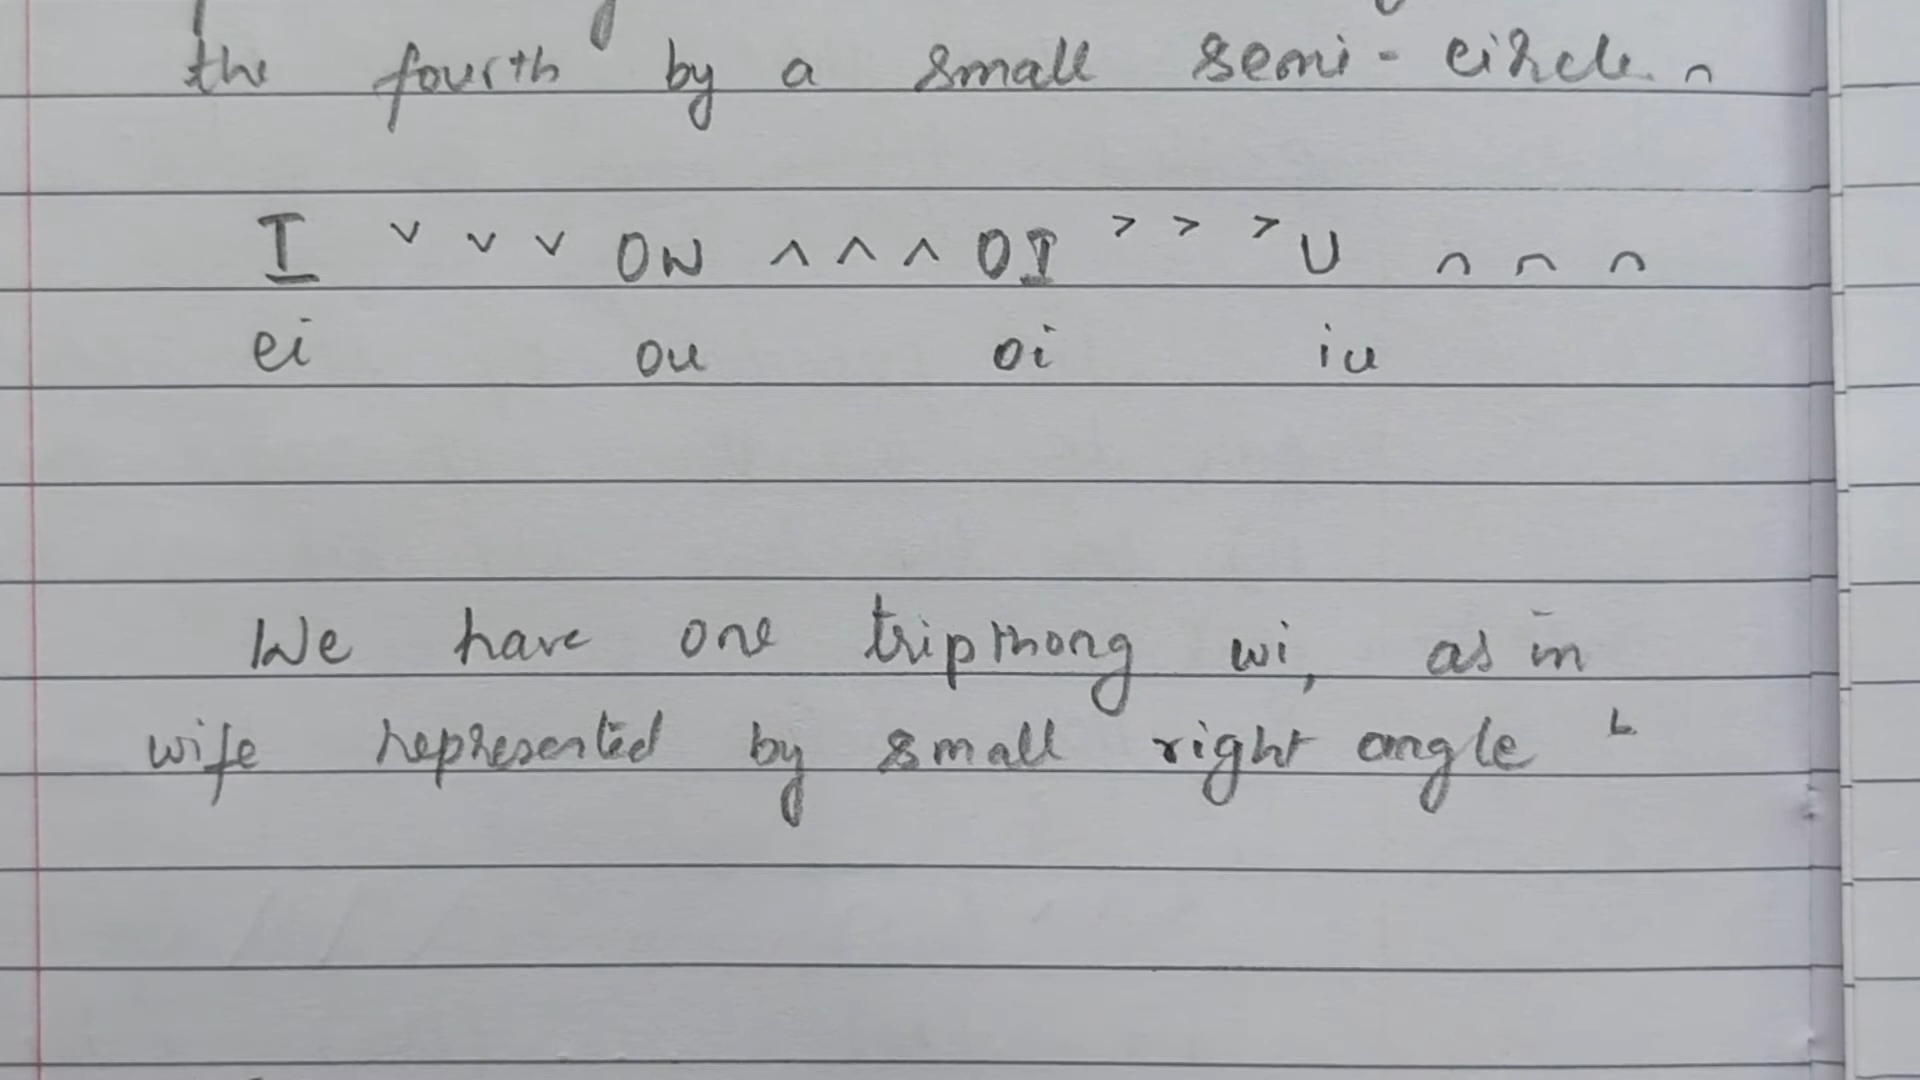 the fourth by a small semi-circle. ∩
I ˅ ˅ ˅ OW ^ ^ ^ OI > > > U ∩ ∩ ∩
ei ou oi iu
We have one tripthong wi, as in
wife represented by small right angle ∟